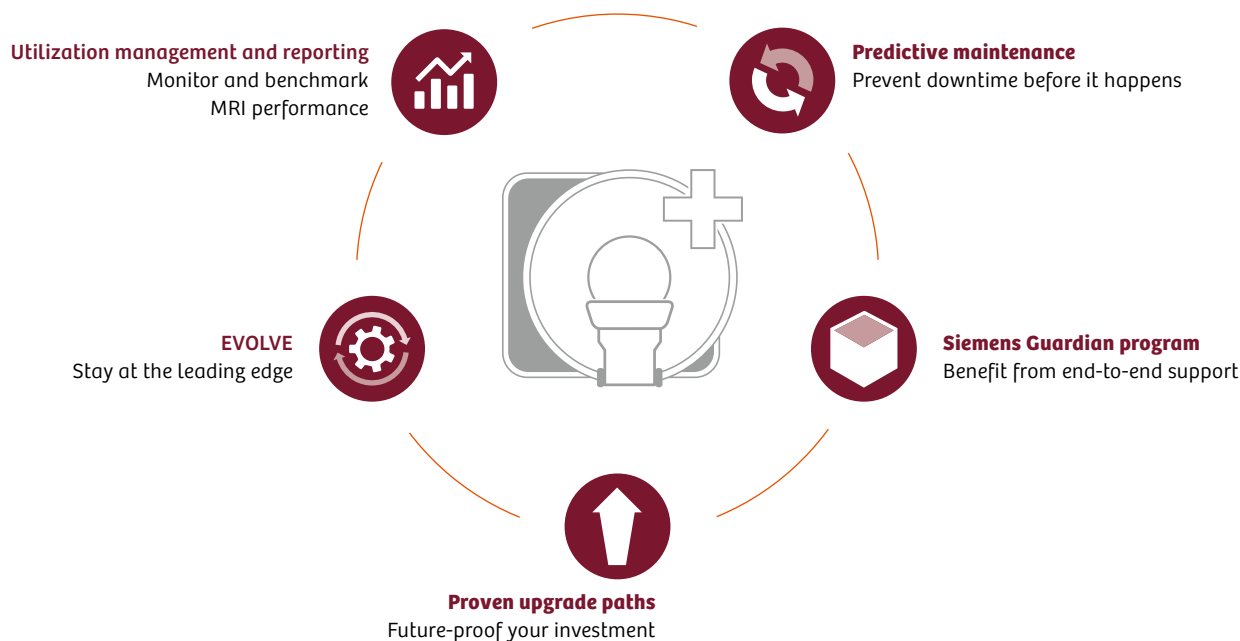 Utilization management and reporting
Monitor and benchmark
MRI performance
Predictive maintenance
Prevent downtime before it happens
EVOLVE
Stay at the leading edge
Siemens Guardian program
Benefit from end-to-end support
Proven upgrade paths
Future-proof your investment